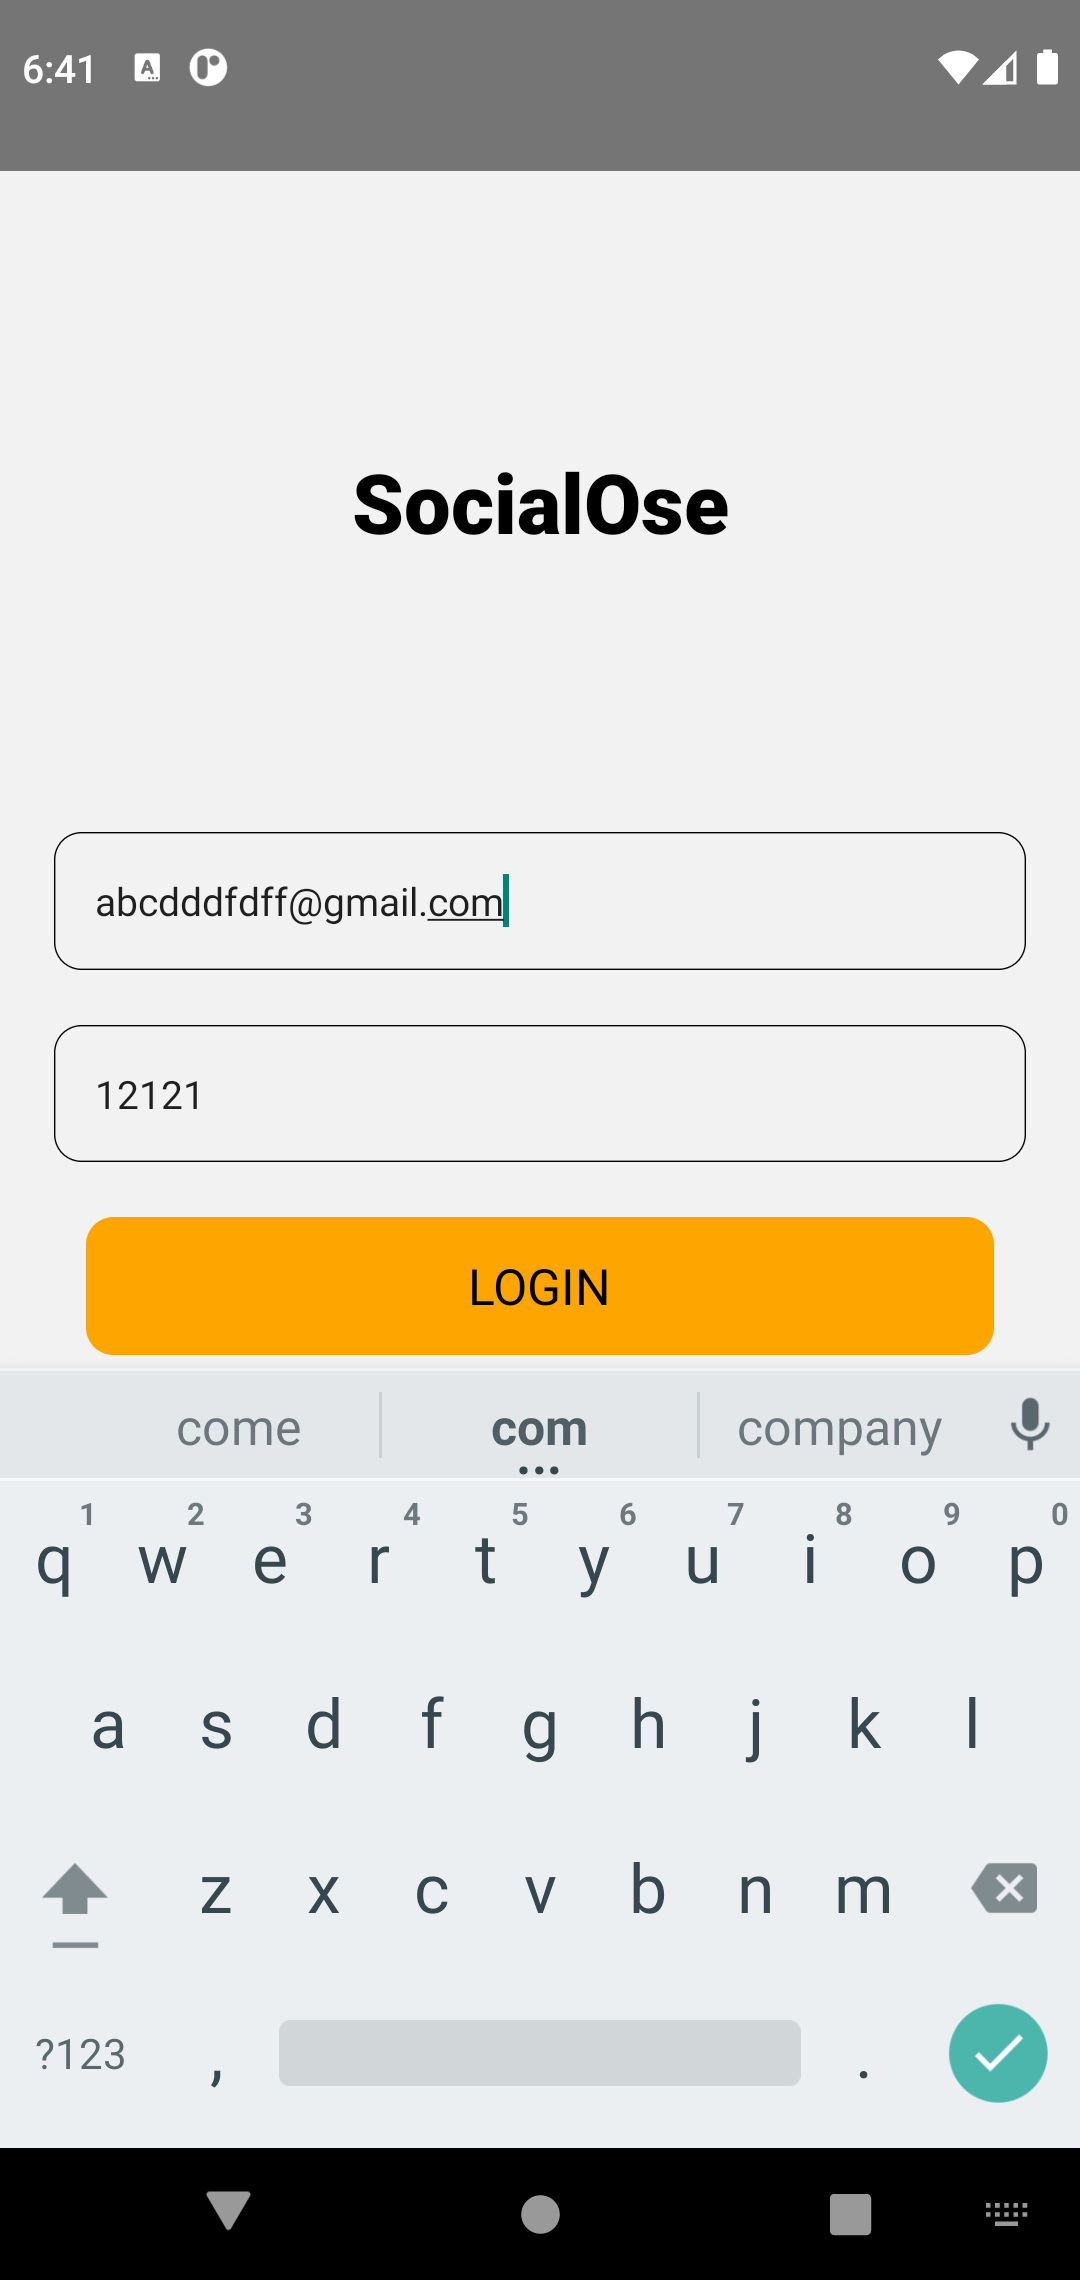 6:41
SocialOse
abcdddfdff@gmail.com
12121
LOGIN
come com company
1 2 3 4 5 6 7 8 9 0
q w e r t y u i o p
a s d f g h j k l
z x c v b n m
?123 , .